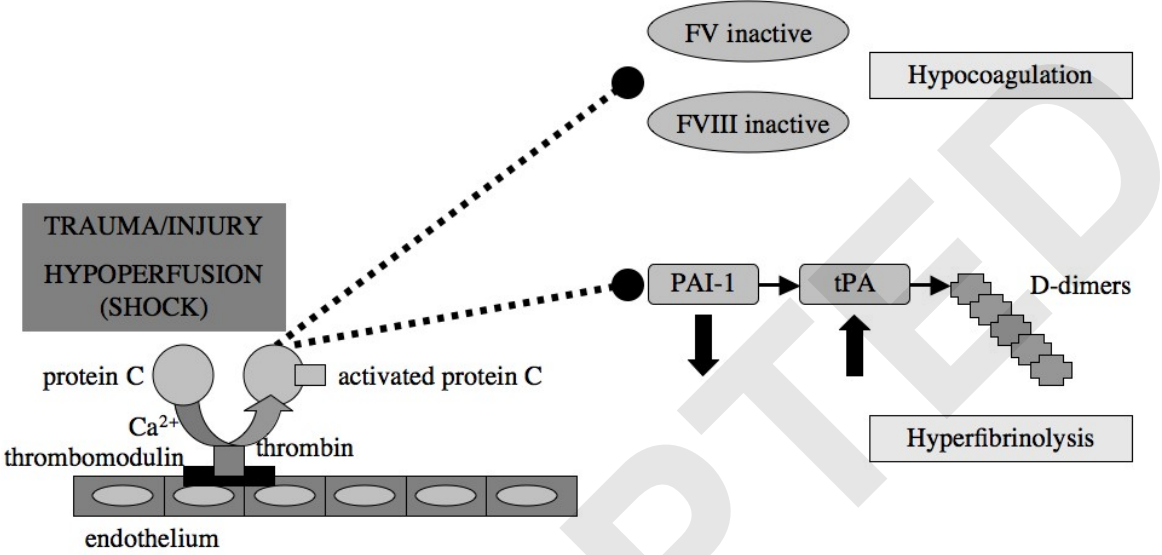 FV inactive
Hypocoagulation
FVIII inactive
TRAUMA/INJURY
HYPOPERFUSION
(SHOCK)
PAI-1
tPA
D-dimers
protein C
activated protein C
Ca²⁺
thrombin
thrombomodulin
Hyperfibrinolysis
endothelium
PTED